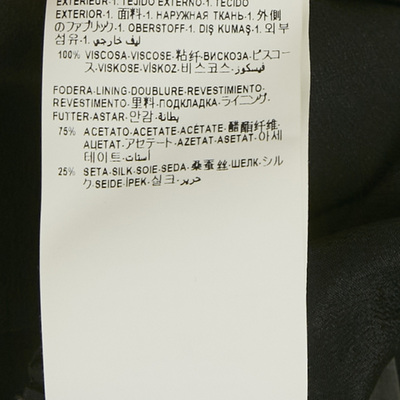 EXTÉRIEUR-1. TEJIDO EXTERNO-1. TECIDO
EXTERIOR-1. 面料-1. НАРУЖНАЯ ТКАНЬ-1. 外側
のファブリック-1. OBERSTOFF-1. DIŞ KUMAŞ-1. 외부
섬유-1. ليف خارجي-1.
100% VISCOSA-VISCOSE-粘纤-ВИСКОЗА-ビスコー
ス-VISKOSE-VİSKOZ-비스코스-فيسكوز
FODERA-LINING-DOUBLURE-REVESTIMIENTO-
REVESTIMENTO-里料-ПОДКЛАДКА-ライニング-
FUTTER-ASTAR-안감-بطانة
75% ACETATO-ACETATE-ACÉTATE-醋酯纤维-
АЦЕТАТ-アセテート-AZETAT-ASETAT-아세
테이트-أسيتات
25% SETA-SILK-SOIE-SEDA-桑蚕丝-ШЕЛК-シル
ク-SEIDE-İPEK-실크-حرير